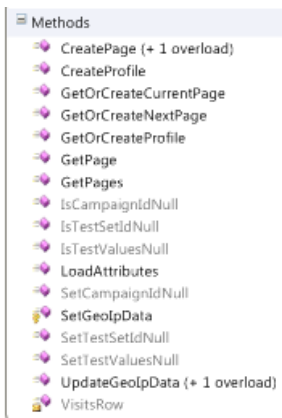 Methods
CreatePage (+ 1 overload)
CreateProfile
GetOrCreateCurrentPage
GetOrCreateNextPage
GetOrCreateProfile
GetPage
GetPages
IsCampaignIdNull
IsTestSetIdNull
IsTestValuesNull
LoadAttributes
SetCampaignIdNull
SetGeoIpData
SetTestSetIdNull
SetTestValuesNull
UpdateGeoIpData (+ 1 overload)
VisitsRow